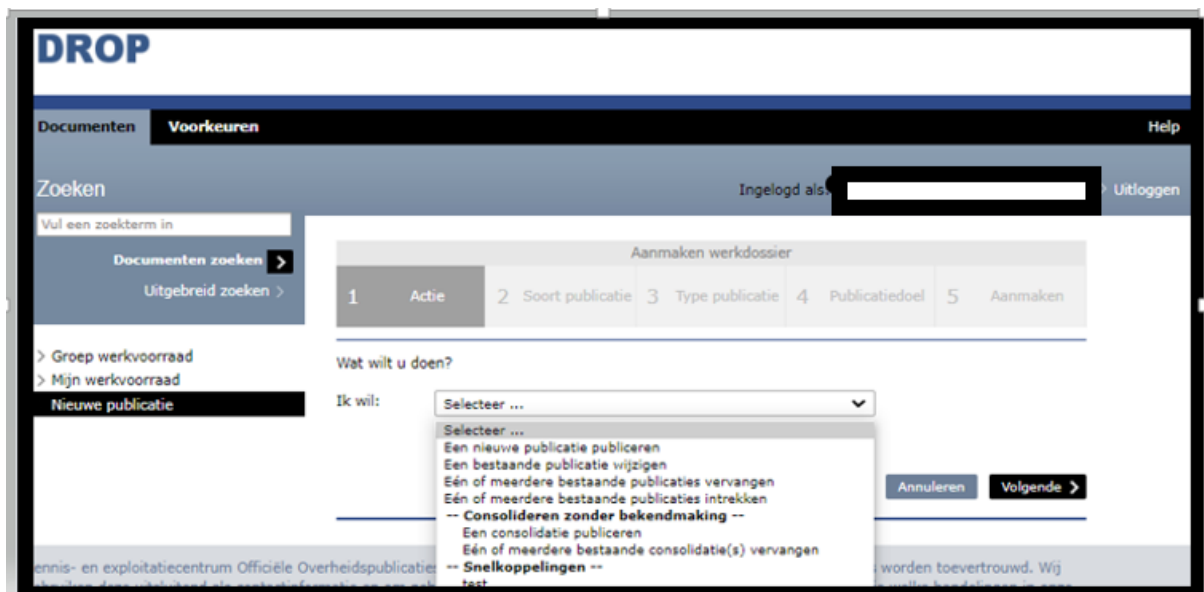 DROP
Documenten Voorkeuren Help
Zoeken
Ingelogd als: Uitloggen
Vul een zoekterm in
Documenten zoeken
Uitgebreid zoeken >
Aanmaken werkdossier
1 Actie 2 Soort publicatie 3 Type publicatie 4 Publicatiedoel 5 Aanmaken
> Groep werkvoorraad
> Mijn werkvoorraad
Nieuwe publicatie
Wat wilt u doen?
Ik wil: Selecteer ...
Selecteer ...
Een nieuwe publicatie publiceren
Een bestaande publicatie wijzigen
Eén of meerdere bestaande publicaties vervangen
Eén of meerdere bestaande publicaties intrekken
-- Consolideren zonder bekendmaking --
Een consolidatie publiceren
Eén of meerdere bestaande consolidatie(s) vervangen
-- Snelkoppelingen --
test
Annuleren Volgende >
ennis- en exploitatiecentrum Officiële Overheidspublicaties worden toevertrouwd. Wij